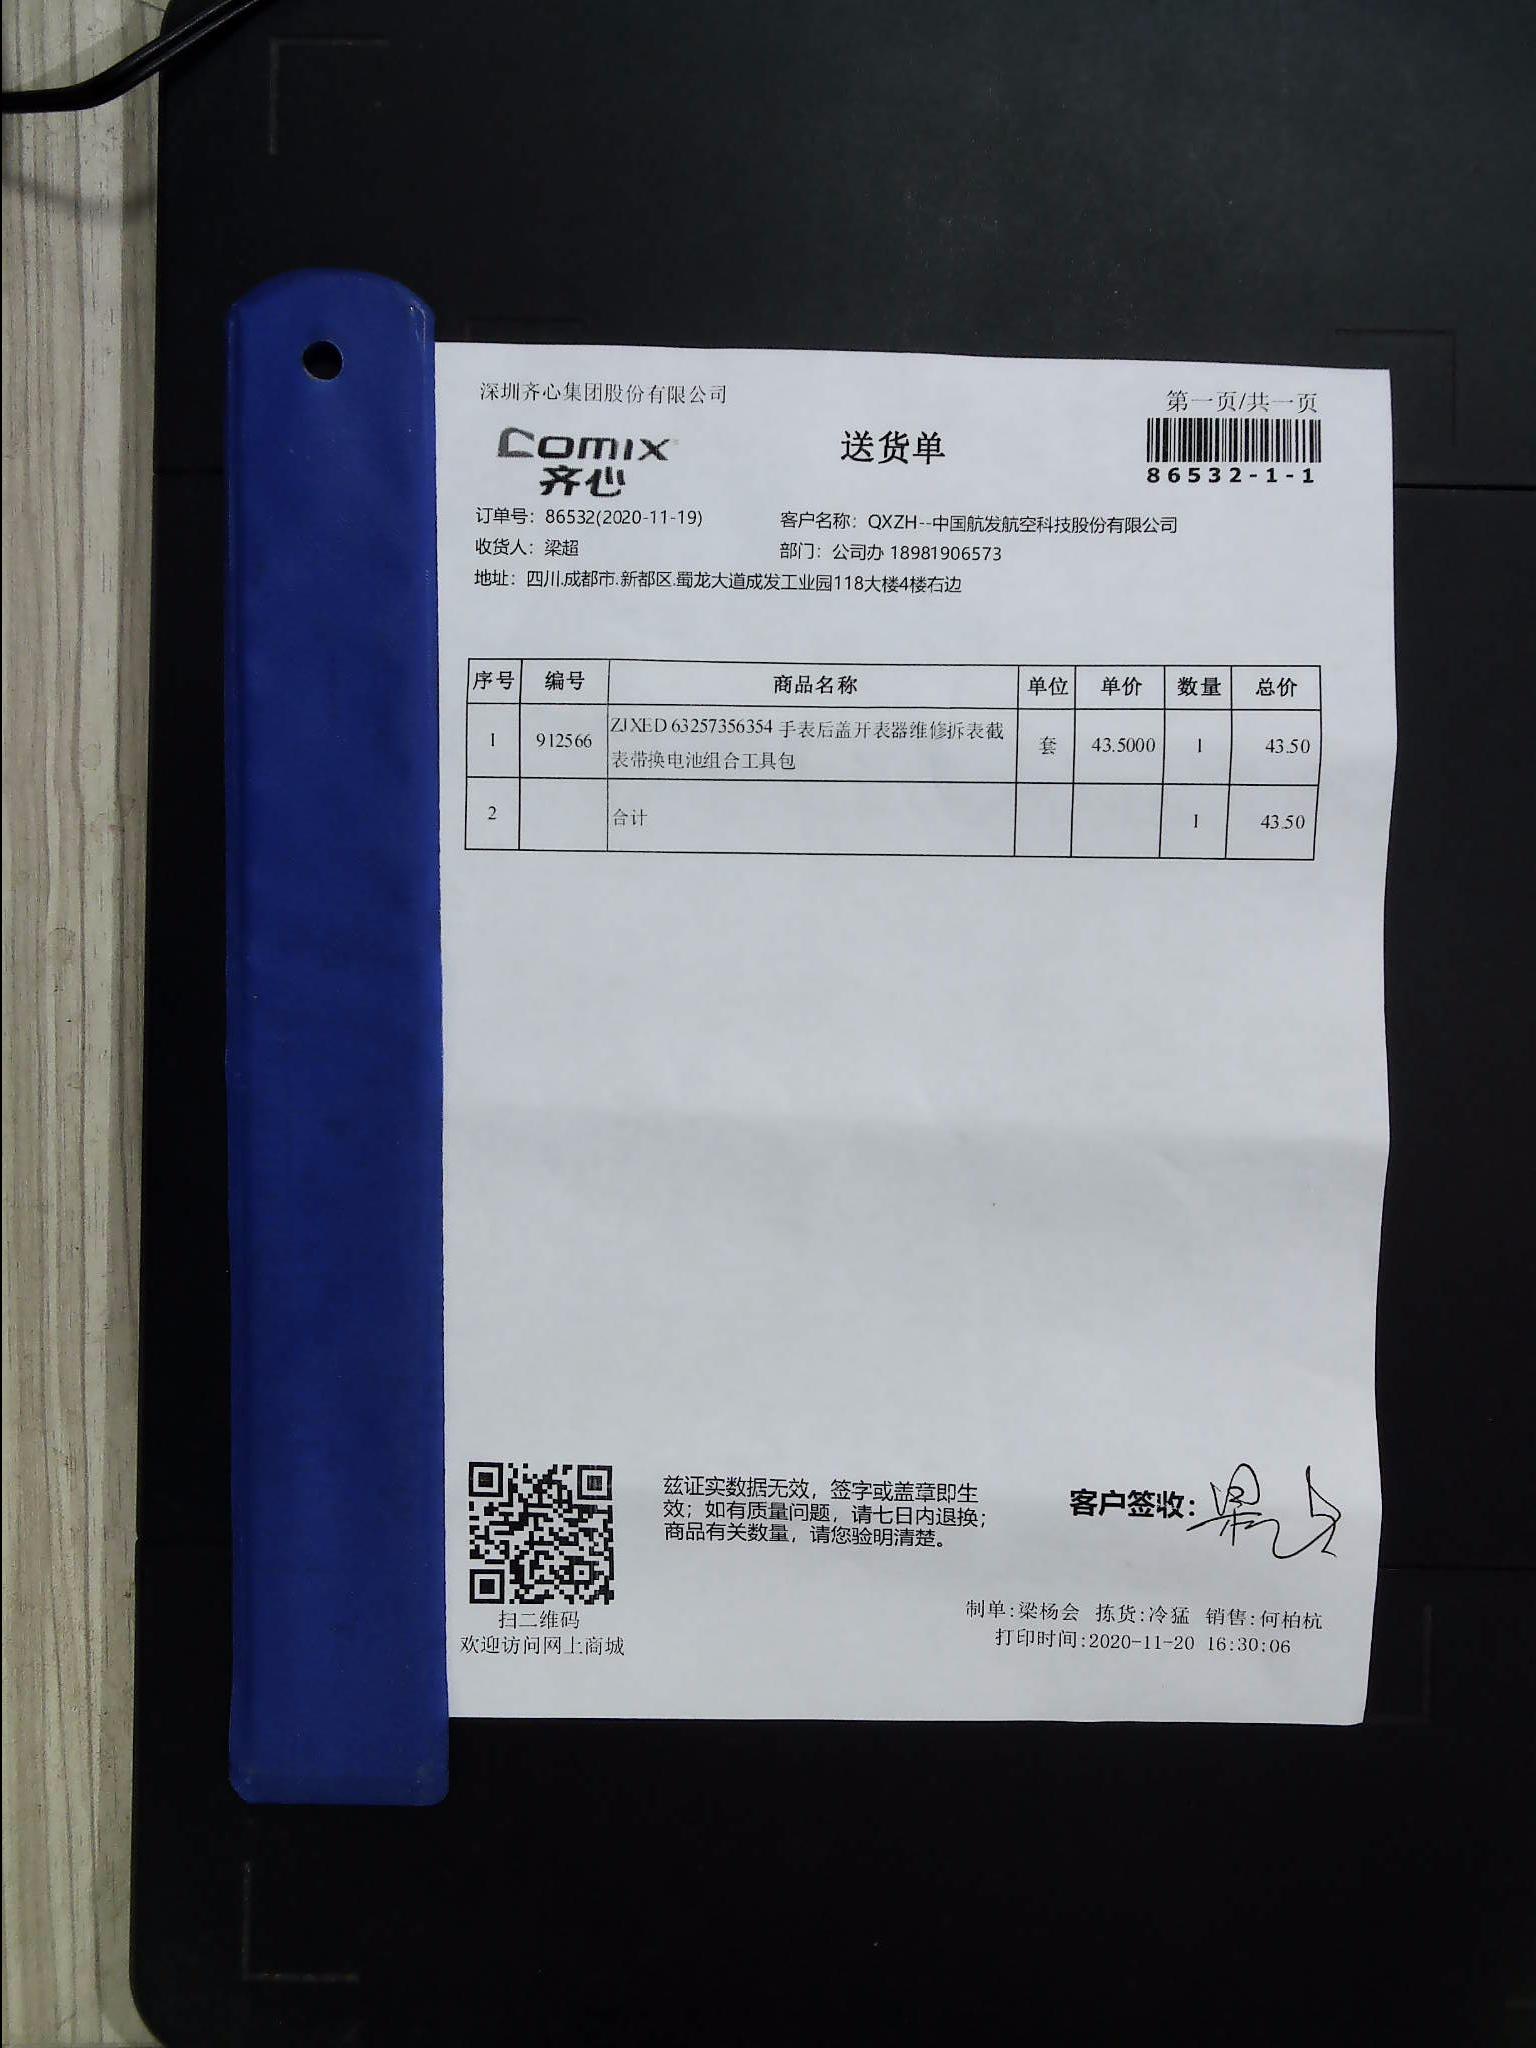 深圳齐心集团股份有限公司
第一页/共一页
comix
齐心
送货单
86532-1-1
订单号：86532(2020-11-19)
客户名称：QXZH--中国航发航空科技股份有限公司
收货人：梁超
部门：公司办 18981906573
地址：四川.成都市.新都区.蜀龙大道成发工业园118大楼4楼右边
序号 编号 商品名称 单位 单价 数量 总价
1 912566 ZJXED 63257356354 手表后盖开表器维修拆表截 套 43.5000 1 43.50
表带换电池组合工具包
2 合计 1 43.50
兹证实数据无效，签字或盖章即生
效；如有质量问题，请七日内退换；
商品有关数量，请您验明清楚。
客户签收：
扫二维码
欢迎访问网上商城
制单:梁杨会 拣货:冷猛 销售:何柏杭
打印时间:2020-11-20 16:30:06